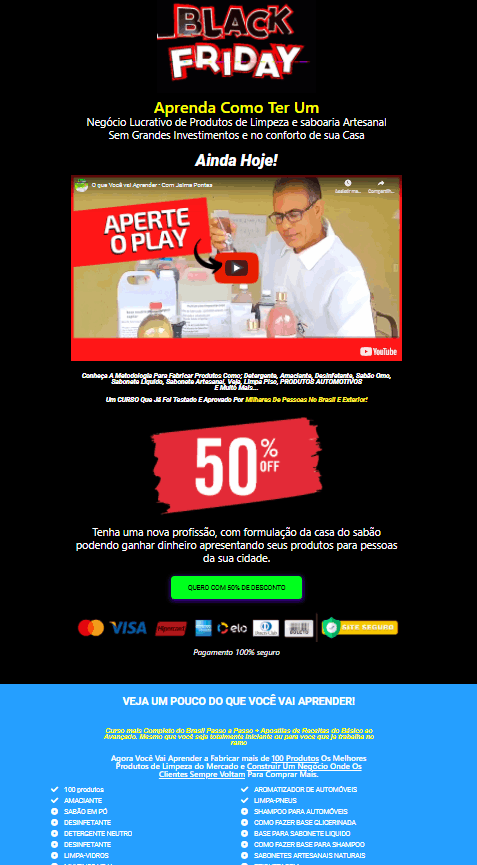 BLACK
FRIDAY
Aprenda Como Ter Um
Negócio Lucrativo de Produtos de Limpeza e saboaria Artesanal
Sem Grandes Investimentos e no conforto de sua Casa
Ainda Hoje!
O que Você vai Aprender - Com Jaime Pontes
Assistir ma...
Compartilh...
APERTE
O PLAY
YouTube
Conheça A Metodologia Para Fabricar Produtos Como; Detergente, Amaciante, Desinfetante, Sabão Omo,
Sabonete Liquido, Sabonete Artesanal, Veja, Limpa Piso, PRODUTOS AUTOMOTIVOS
E Muito Mais...
Um CURSO Que Já Foi Testado E Aprovado Por Milhares De Pessoas No Brasil E Exterior!
50% OFF
Tenha uma nova profissão, com formulação da casa do sabão
podendo ganhar dinheiro apresentando seus produtos para pessoas
da sua cidade.
QUERO COM 50% DE DESCONTO
VISA Hipercard elo BOLETO SITE SEGURO
Pagamento 100% seguro
VEJA UM POUCO DO QUE VOCÊ VAI APRENDER!
Curso mais Completo do Brasil Passo a Passo + Apostilas de Receitas do Básico ao
Avançado. Mesmo que você seja totalmente iniciante ou para voce que ja trabalha no
ramo
Agora Você Vai Aprender a Fabricar mais de 100 Produtos Os Melhores
Produtos de Limpeza do Mercado e Construir Um Negócio Onde Os
Clientes Sempre Voltam Para Comprar Mais.
100 produtos
AMACIANTE
SABÃO EM PÓ
DESINFETANTE
DETERGENTE NEUTRO
DESINFETANTE
LIMPA-VIDROS
AROMATIZADOR DE AUTOMÓVEIS
LIMPA-PNEUS
SHAMPOO PARA AUTOMÓVEIS
COMO FAZER BASE GLICERINADA
BASE PARA SABONETE LIQUIDO
COMO FAZER BASE PARA SHAMPOO
SABONETES ARTESANAIS NATURAIS